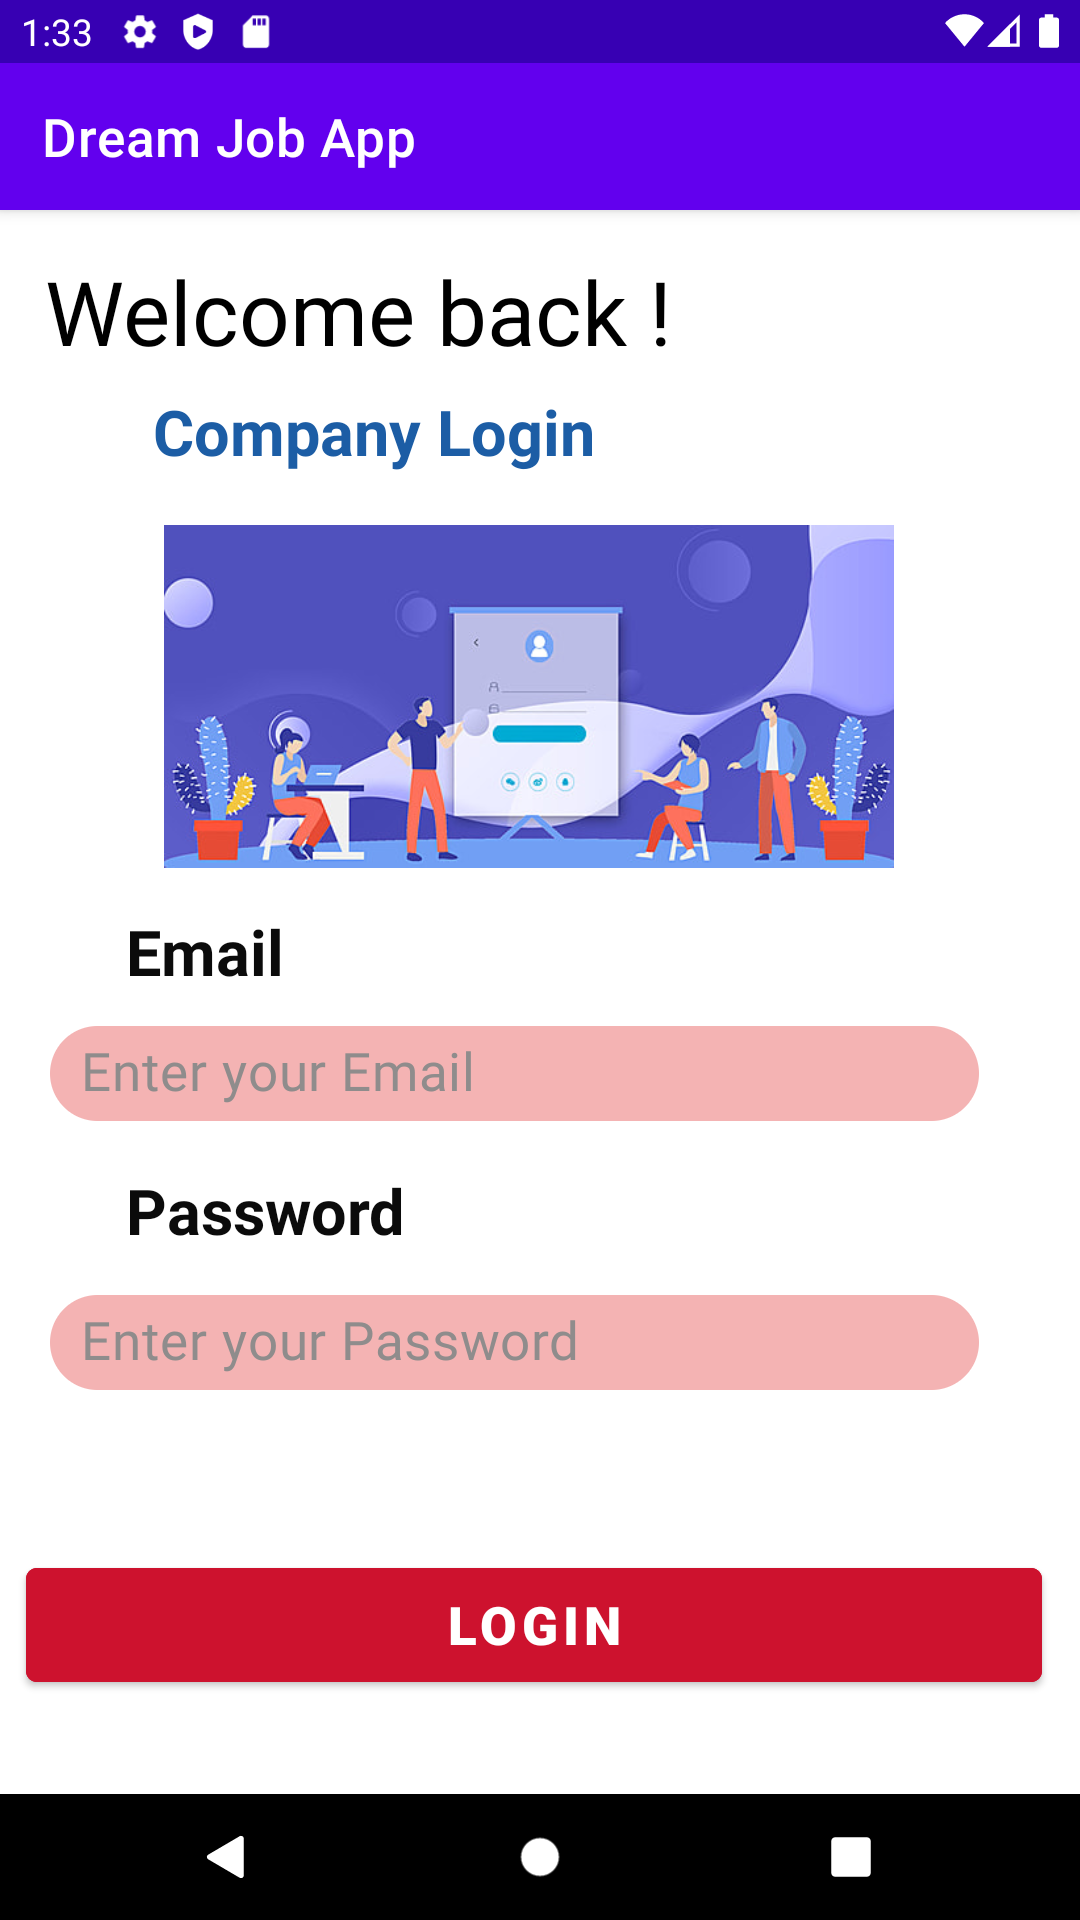 1:33
Dream Job App
Welcome back !
Company Login
Email
Enter your Email
Password
Enter your Password
LOGIN